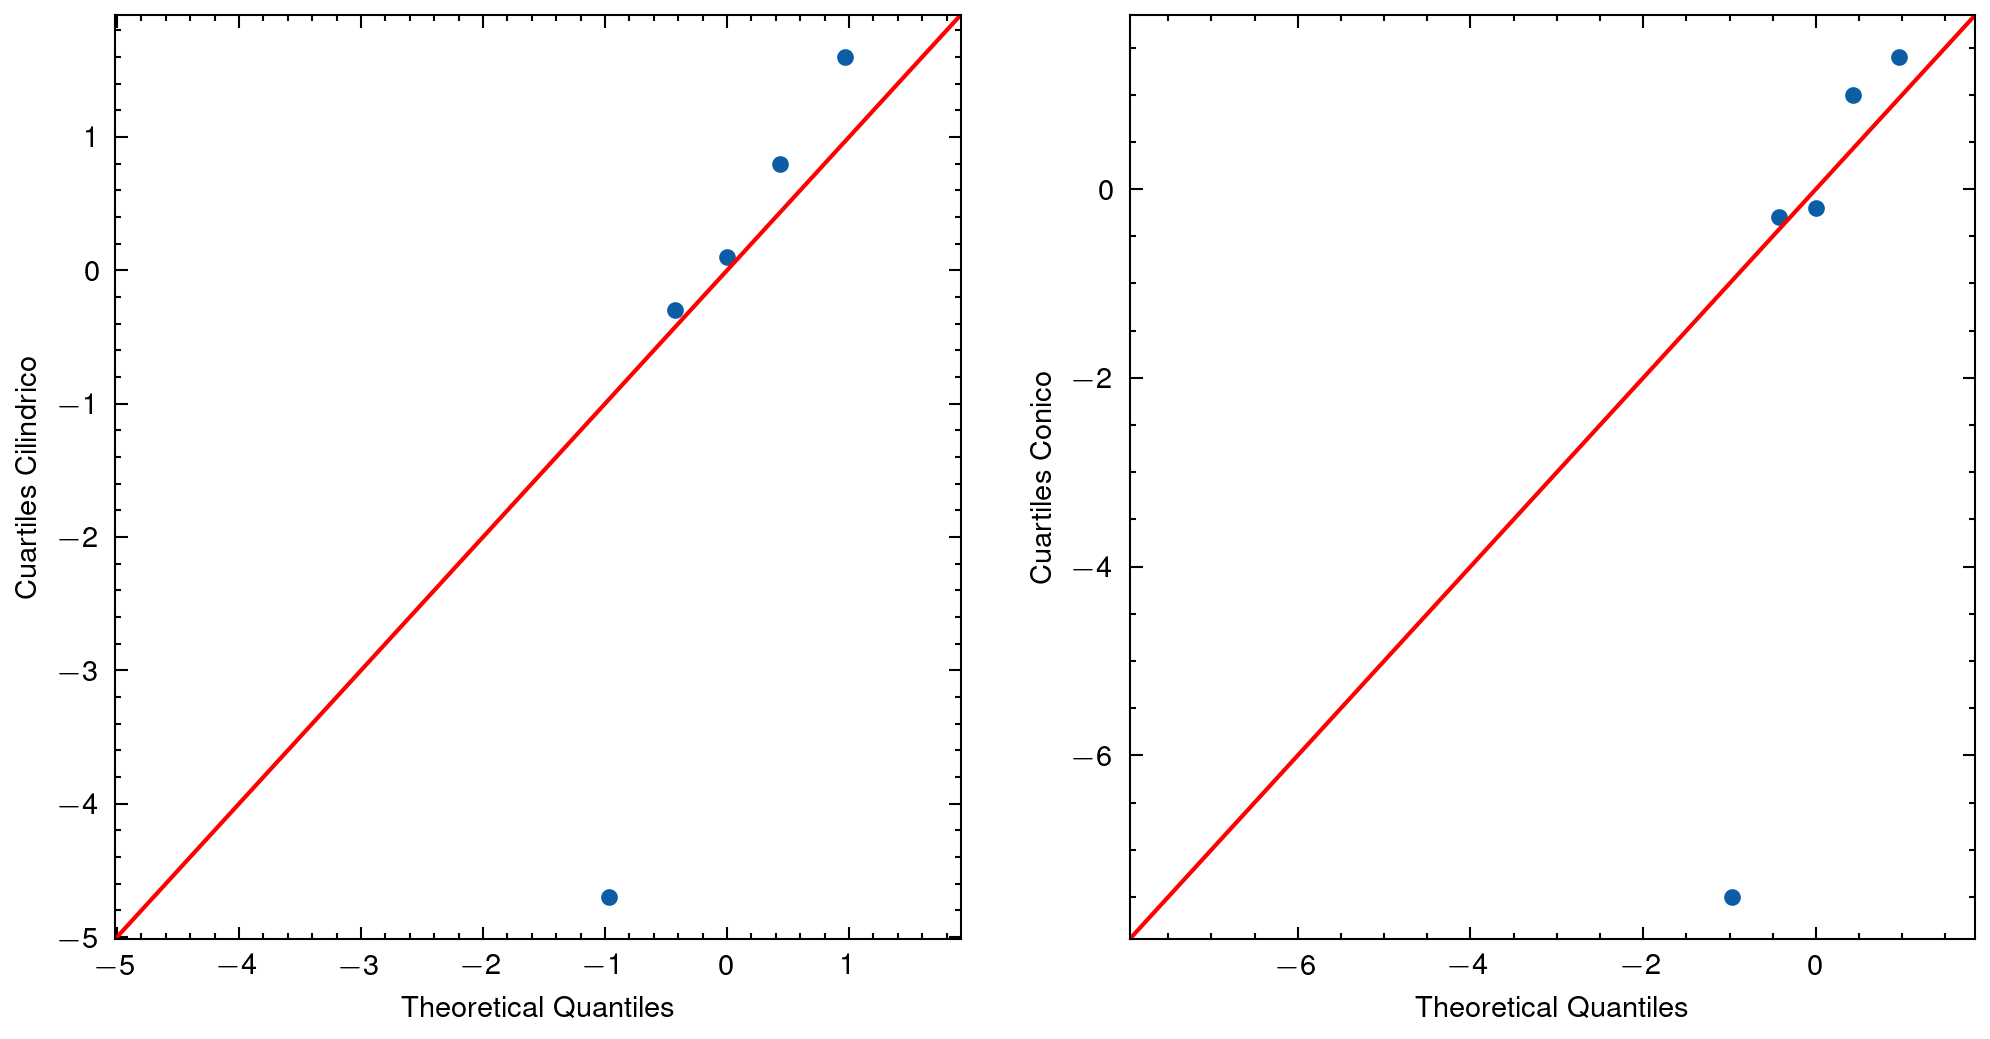 1
0
−1
−2
−3
−4
−5
−5 −4 −3 −2 −1 0 1
Cuartiles Cilindrico
Theoretical Quantiles
0
−2
−4
−6
−6 −4 −2 0
Cuartiles Conico
Theoretical Quantiles